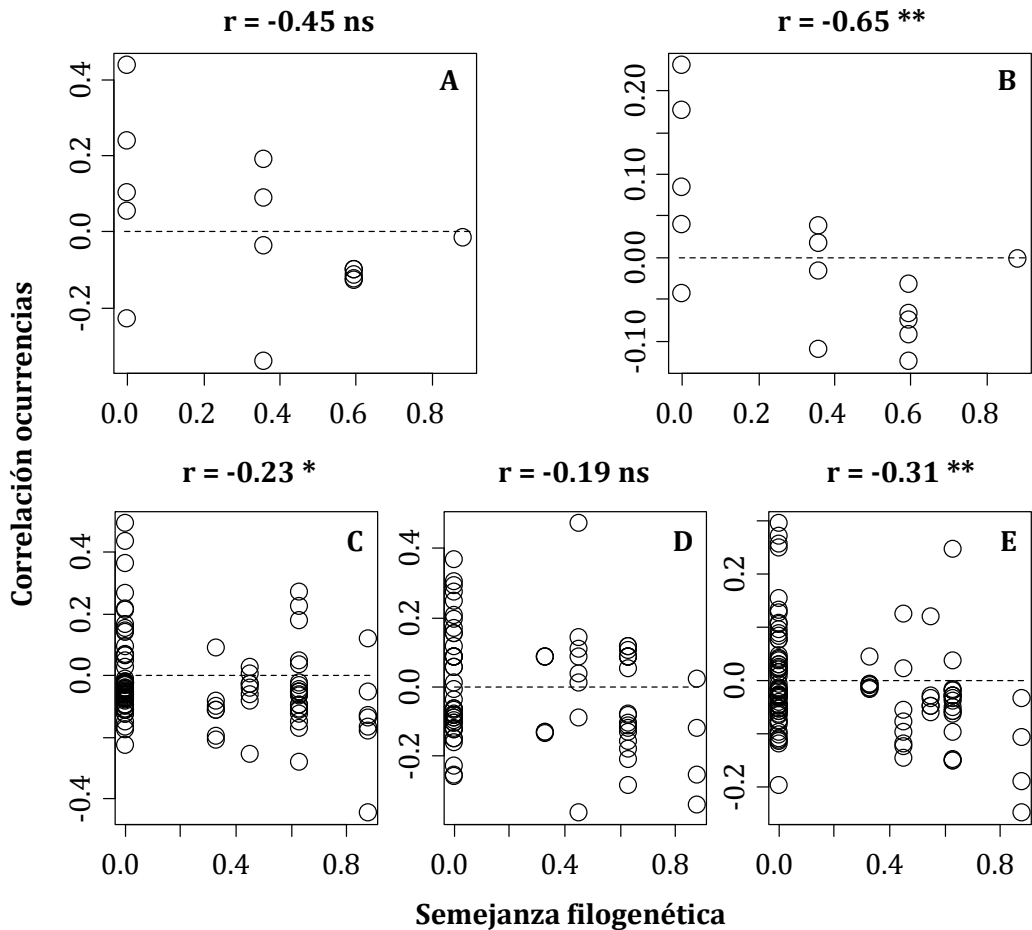 r = -0.45 ns
r = -0.65 **
A
B
0.4
0.2
0.0
-0.2
0.20
0.10
0.00
-0.10
0.0 0.2 0.4 0.6 0.8
0.0 0.2 0.4 0.6 0.8
Correlación ocurrencias
r = -0.23 *
r = -0.19 ns
r = -0.31 **
C
D
E
0.4
0.2
0.0
-0.2
-0.4
0.4
0.2
0.0
-0.2
0.2
0.0
-0.2
0.0 0.4 0.8
0.0 0.4 0.8
0.0 0.4 0.8
Semejanza filogenética